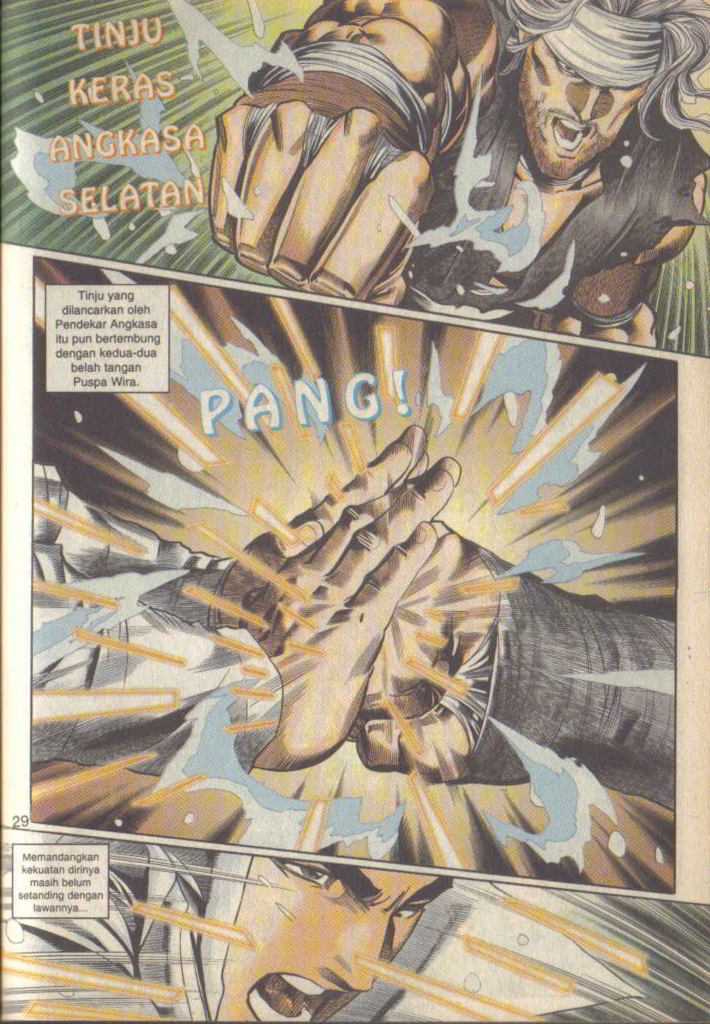 TINJU
KERAS
ANGKASA
SELATAN
Tinju yang
dilancarkan oleh
Pendekar Angkasa
itu pun bertembung
dengan kedua-dua
belah tangan
Puspa Wira.
PANG!
29
Memandangkan
kekuatan dirinya
masih belum
setanding dengan
lawannya...